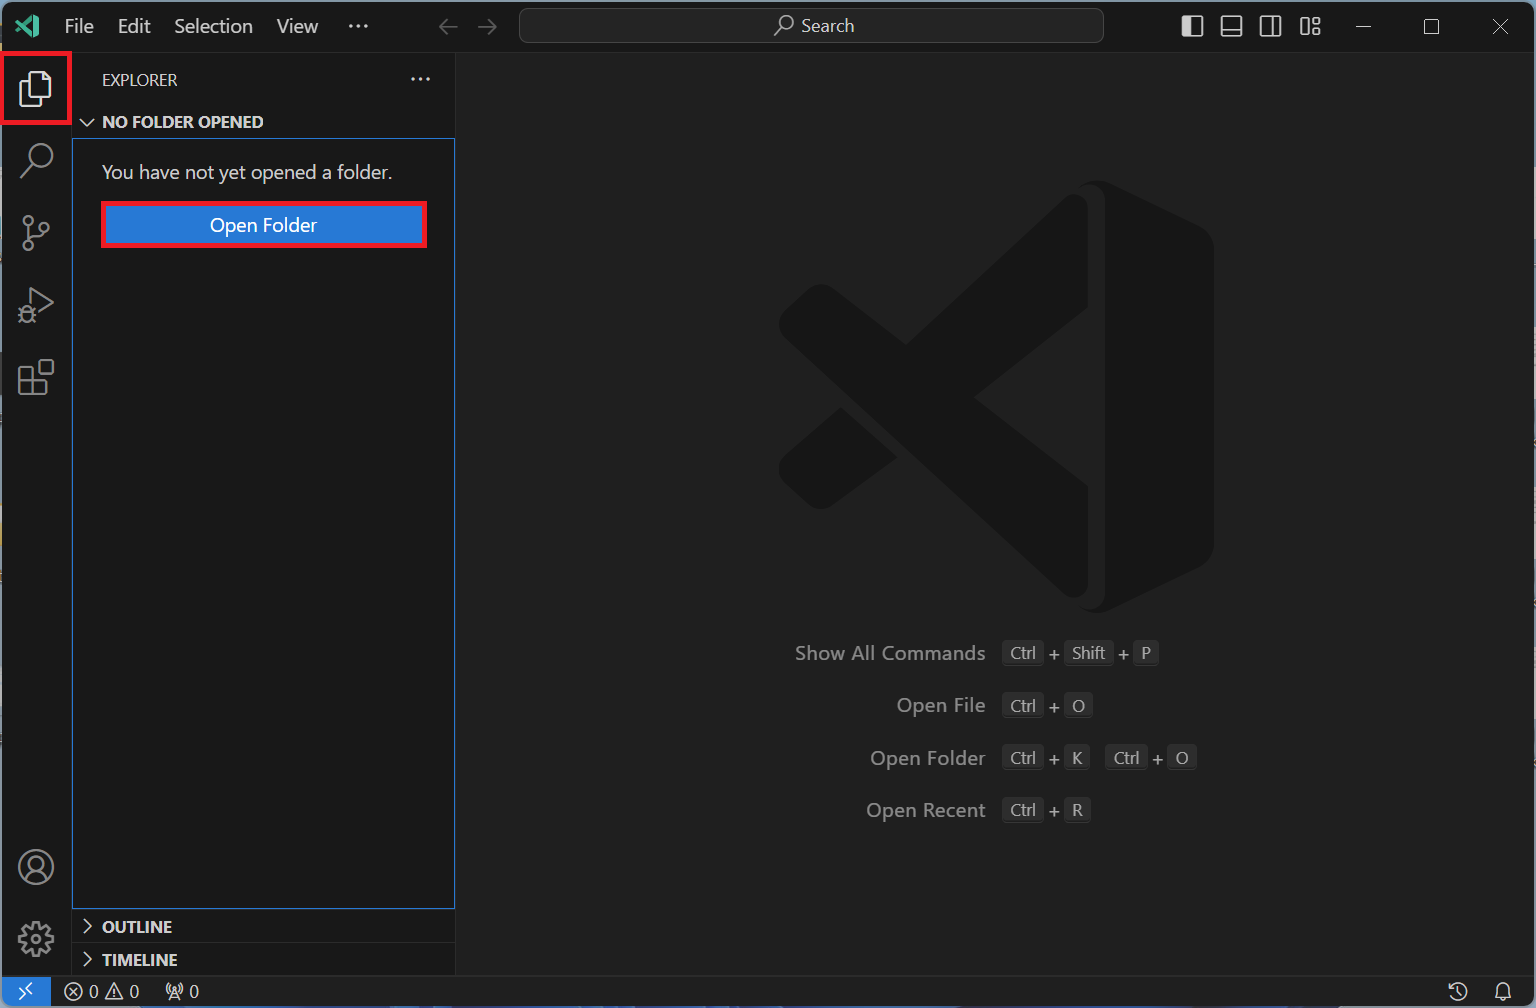 File Edit Selection View ···
Search
EXPLORER ···
NO FOLDER OPENED
You have not yet opened a folder.
Open Folder
Show All Commands Ctrl + Shift + P
Open File Ctrl + O
Open Folder Ctrl + K Ctrl + O
Open Recent Ctrl + R
OUTLINE
TIMELINE
0 0 0